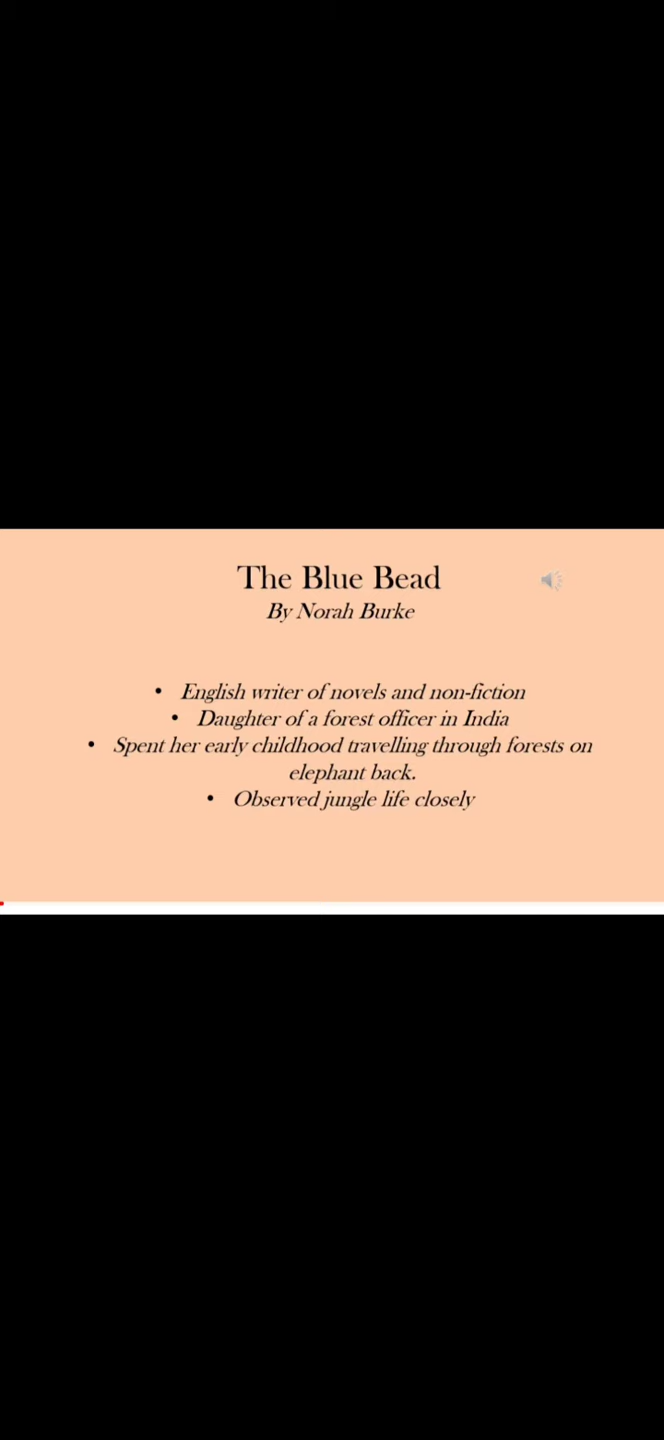 The Blue Bead
By Norah Burke
• English writer of novels and non-fiction
• Daughter of a forest officer in India
• Spent her early childhood travelling through forests on
elephant back.
• Observed jungle life closely